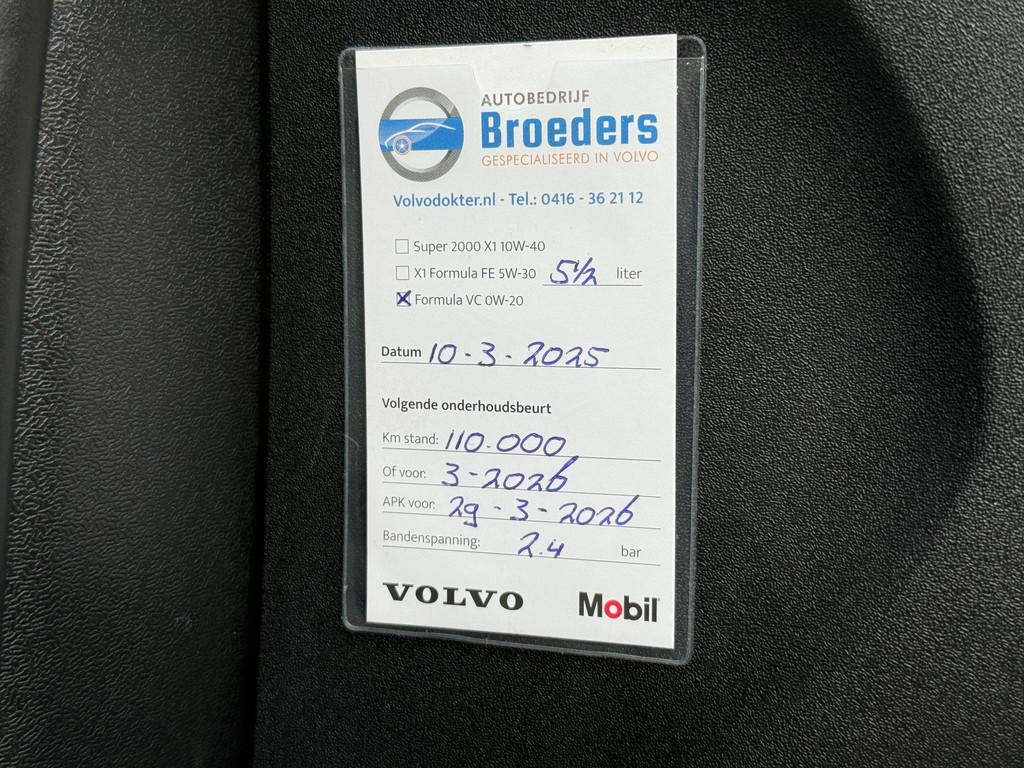 AUTOBEDRIJF
Broeders
GESPECIALISEERD IN VOLVO
Volvodokter.nl - Tel.: 0416 - 36 21 12
Super 2000 X1 10W-40
X1 Formula FE 5W-30 5 1/2 liter
Formula VC 0W-20
Datum 10-3-2025
Volgende onderhoudsbeurt
Km stand: 110.000
Of voor: 3-2026
APK voor: 29-3-2026
Bandenspanning: 2.4 bar
VOLVO Mobil